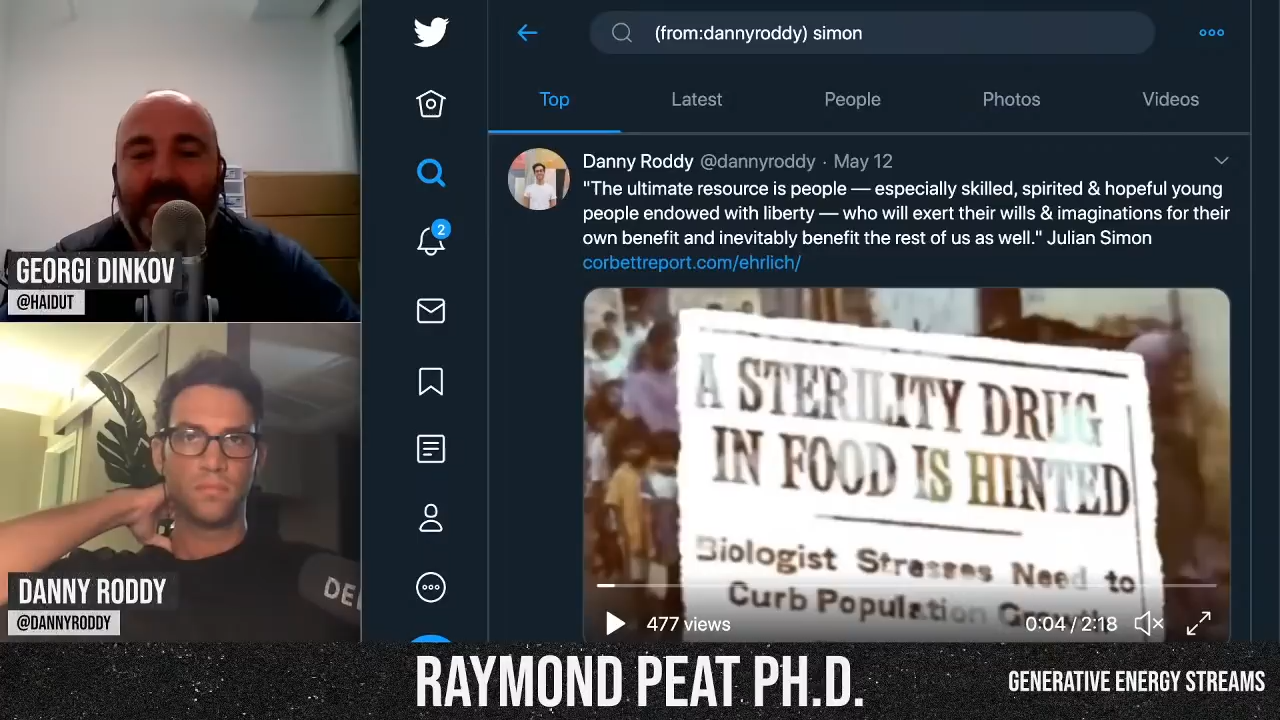 (from:dannyroddy) simon
Top
Latest
People
Photos
Videos
2
Danny Roddy @dannyroddy · May 12
"The ultimate resource is people — especially skilled, spirited & hopeful young
people endowed with liberty — who will exert their wills & imaginations for their
own benefit and inevitably benefit the rest of us as well." Julian Simon
corbettreport.com/ehrlich/
A STERILITY DRUG
IN FOOD IS HINTED
Biologist Stresses Need to
Curb Population Growth
477 views
0:04 / 2:18
GEORGI DINKOV
@HAIDUT
DANNY RODDY
@DANNYRODDY
RAYMOND PEAT PH.D.
GENERATIVE ENERGY STREAMS